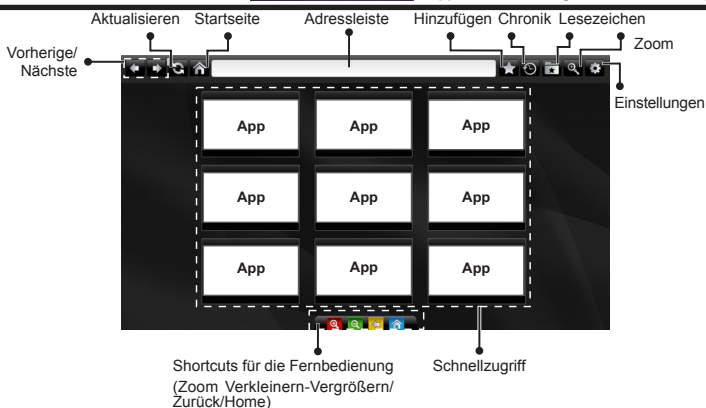 Aktualisieren Startseite Adressleiste Hinzufügen Chronik Lesezeichen
Zoom
Vorherige/
Nächste
Einstellungen
App App App
App App App
App App App
Shortcuts für die Fernbedienung
(Zoom Verkleinern-Vergrößern/
Zurück/Home)
Schnellzugriff